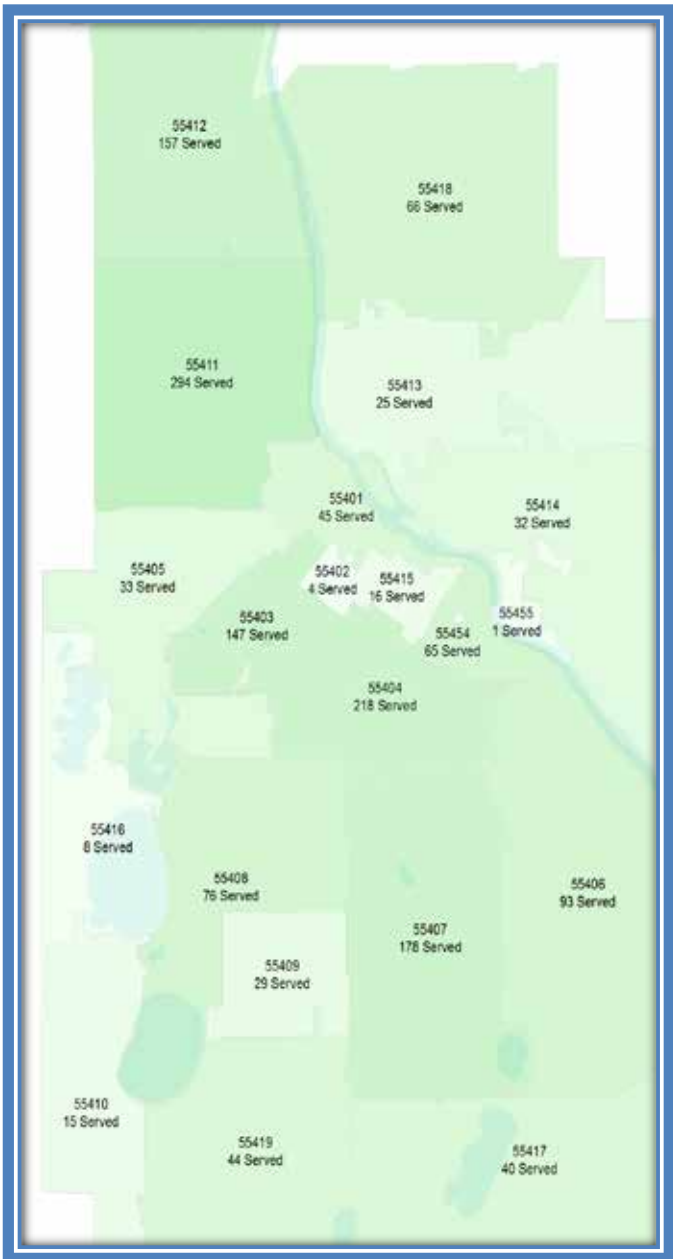 55412
157 Served
55418
66 Served
55411
294 Served
55413
25 Served
55401
45 Served
55414
32 Served
55405
33 Served
55402
4 Served
55415
16 Served
55403
147 Served
55454
65 Served
55455
1 Served
55404
218 Served
55416
8 Served
55408
76 Served
55406
93 Served
55407
178 Served
55409
29 Served
55410
15 Served
55419
44 Served
55417
40 Served